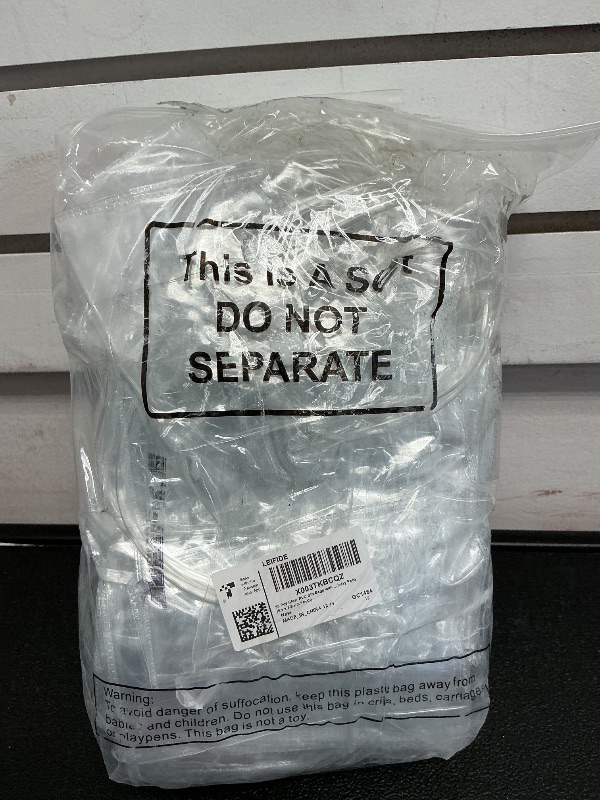 This is A Set
DO NOT
SEPARATE
LEIFIDE
X003TKBCQZ
New
Warning:
To avoid danger of suffocation, keep this plastic bag away from
babies and children. Do not use this bag in cribs, beds, carriages
or playpens. This bag is not a toy.